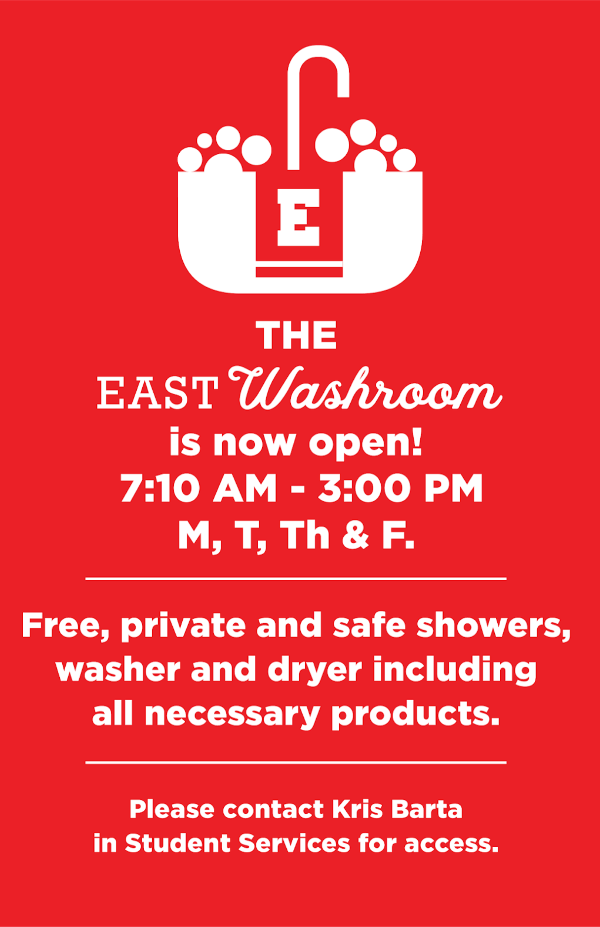 E
THE
EAST Washroom
is now open!
7:10 AM - 3:00 PM
M, T, Th & F.
Free, private and safe showers,
washer and dryer including
all necessary products.
Please contact Kris Barta
in Student Services for access.